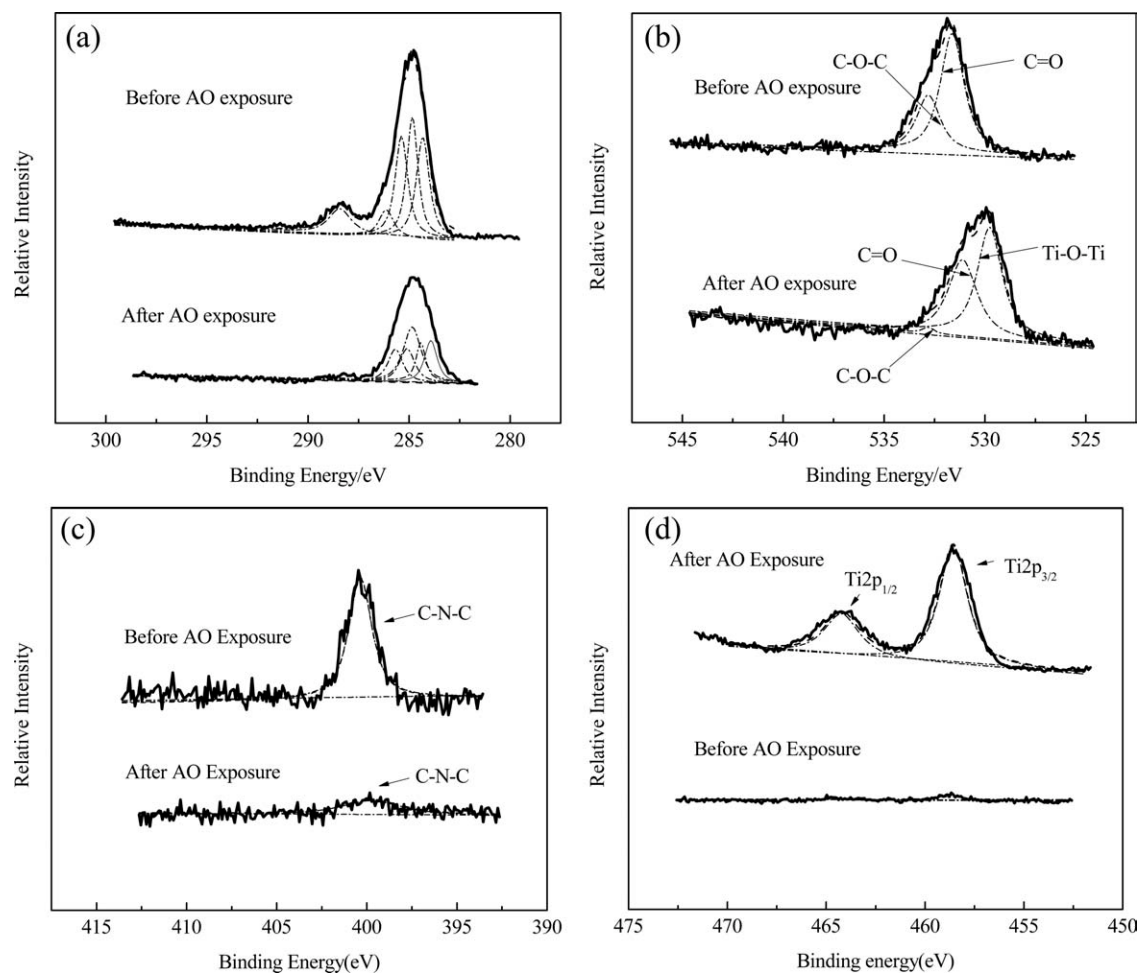 (a)
Before AO exposure
After AO exposure
Relative Intensity
300 295 290 285 280
Binding Energy/eV
(b)
C-O-C
C=O
Before AO exposure
C=O
Ti-O-Ti
After AO exposure
C-O-C
Relative Intensity
545 540 535 530 525
Binding Energy/eV
(c)
C-N-C
Before AO Exposure
After AO Exposure
C-N-C
Relative Intensity
415 410 405 400 395 390
Binding Energy(eV)
(d)
After AO Exposure
Ti2p1/2
Ti2p3/2
Before AO Exposure
Relative Intensity
475 470 465 460 455 450
Binding energy(eV)